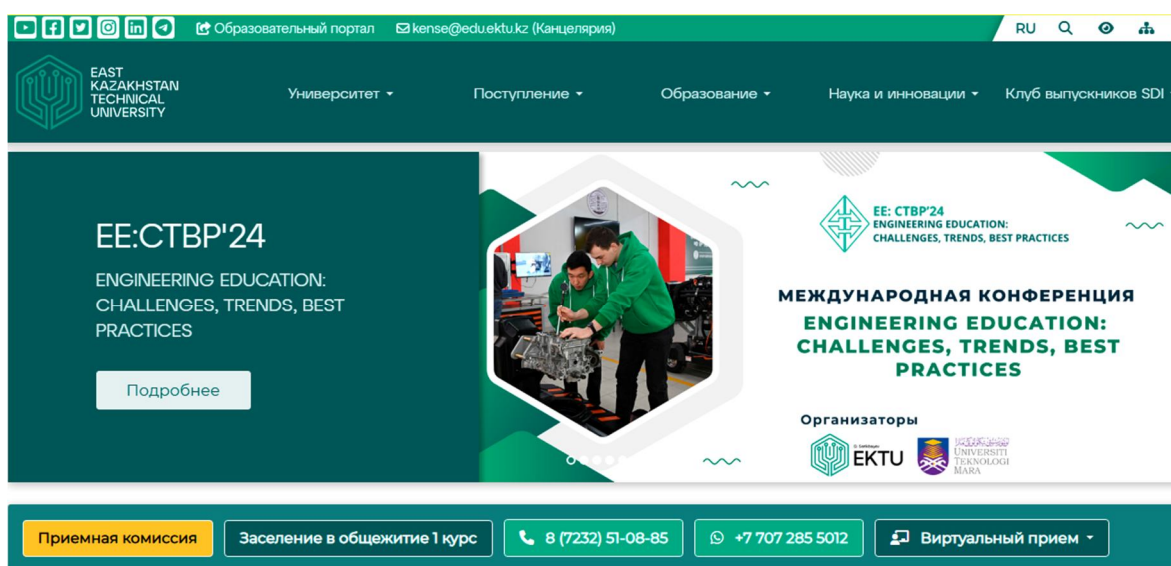 Образовательный портал
kense@edu.ektu.kz (Канцелярия)
RU
EAST
KAZAKHSTAN
TECHNICAL
UNIVERSITY
Университет
Поступление
Образование
Наука и инновации
Клуб выпускников SDI
EE:CTBP'24
ENGINEERING EDUCATION:
CHALLENGES, TRENDS, BEST
PRACTICES
Подробнее
EE: CTBP'24
ENGINEERING EDUCATION:
CHALLENGES, TRENDS, BEST PRACTICES
МЕЖДУНАРОДНАЯ КОНФЕРЕНЦИЯ
ENGINEERING EDUCATION:
CHALLENGES, TRENDS, BEST
PRACTICES
Организаторы
EKTU
UNIVERSITI
TEKNOLOGI
MARA
Приемная комиссия
Заселение в общежитие 1 курс
8 (7232) 51-08-85
+7 707 285 5012
Виртуальный прием